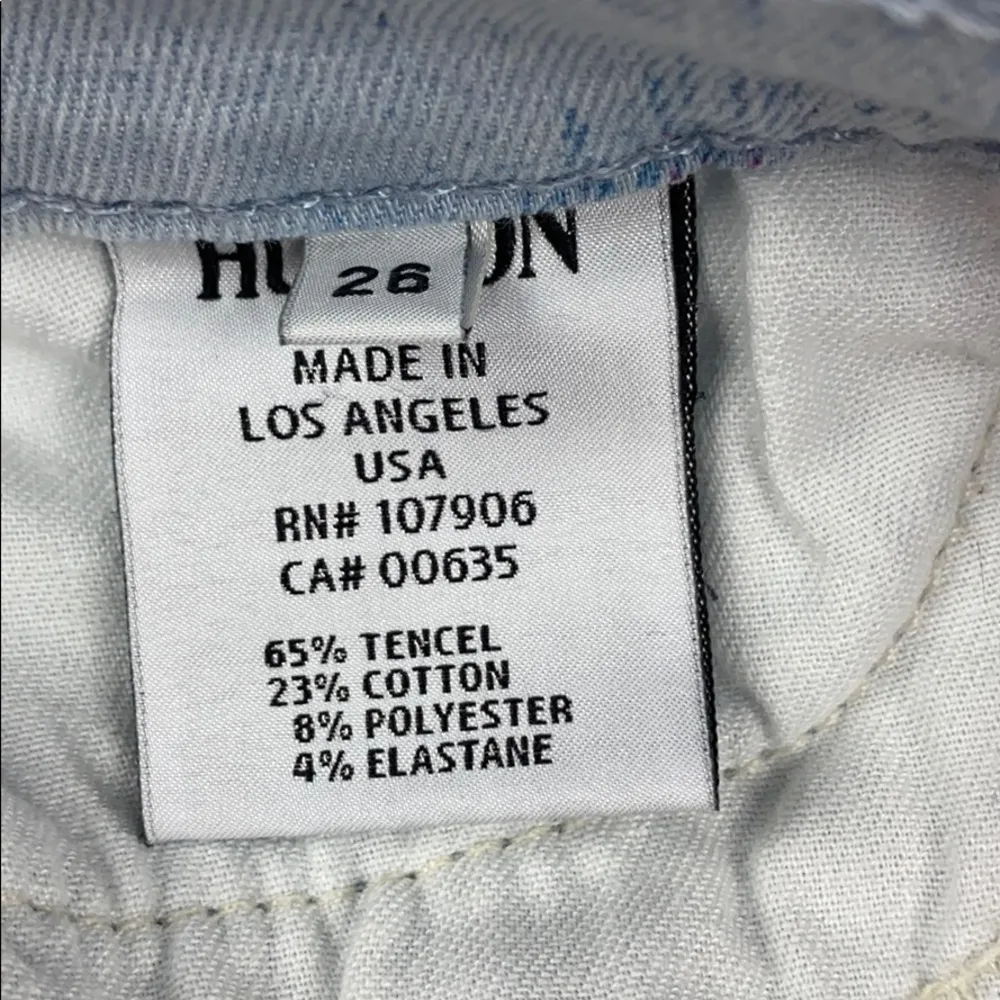 26
MADE IN
LOS ANGELES
USA
RN# 107906
CA# 00635
65% TENCEL
23% COTTON
8% POLYESTER
4% ELASTANE